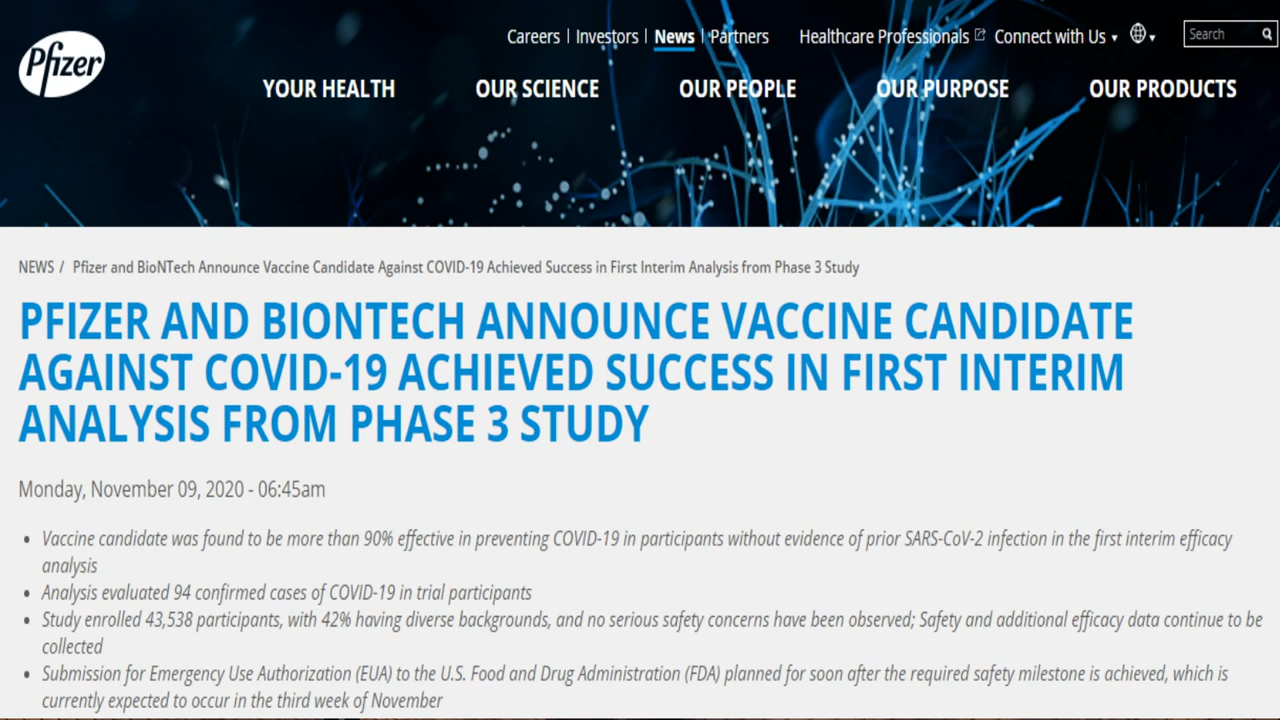 Pfizer
Careers | Investors | News | Partners Healthcare Professionals Connect with Us Search
YOUR HEALTH OUR SCIENCE OUR PEOPLE OUR PURPOSE OUR PRODUCTS
NEWS / Pfizer and BioNTech Announce Vaccine Candidate Against COVID-19 Achieved Success in First Interim Analysis from Phase 3 Study
PFIZER AND BIONTECH ANNOUNCE VACCINE CANDIDATE
AGAINST COVID-19 ACHIEVED SUCCESS IN FIRST INTERIM
ANALYSIS FROM PHASE 3 STUDY
Monday, November 09, 2020 - 06:45am
• Vaccine candidate was found to be more than 90% effective in preventing COVID-19 in participants without evidence of prior SARS-CoV-2 infection in the first interim efficacy
analysis
• Analysis evaluated 94 confirmed cases of COVID-19 in trial participants
• Study enrolled 43,538 participants, with 42% having diverse backgrounds, and no serious safety concerns have been observed; Safety and additional efficacy data continue to be
collected
• Submission for Emergency Use Authorization (EUA) to the U.S. Food and Drug Administration (FDA) planned for soon after the required safety milestone is achieved, which is
currently expected to occur in the third week of November